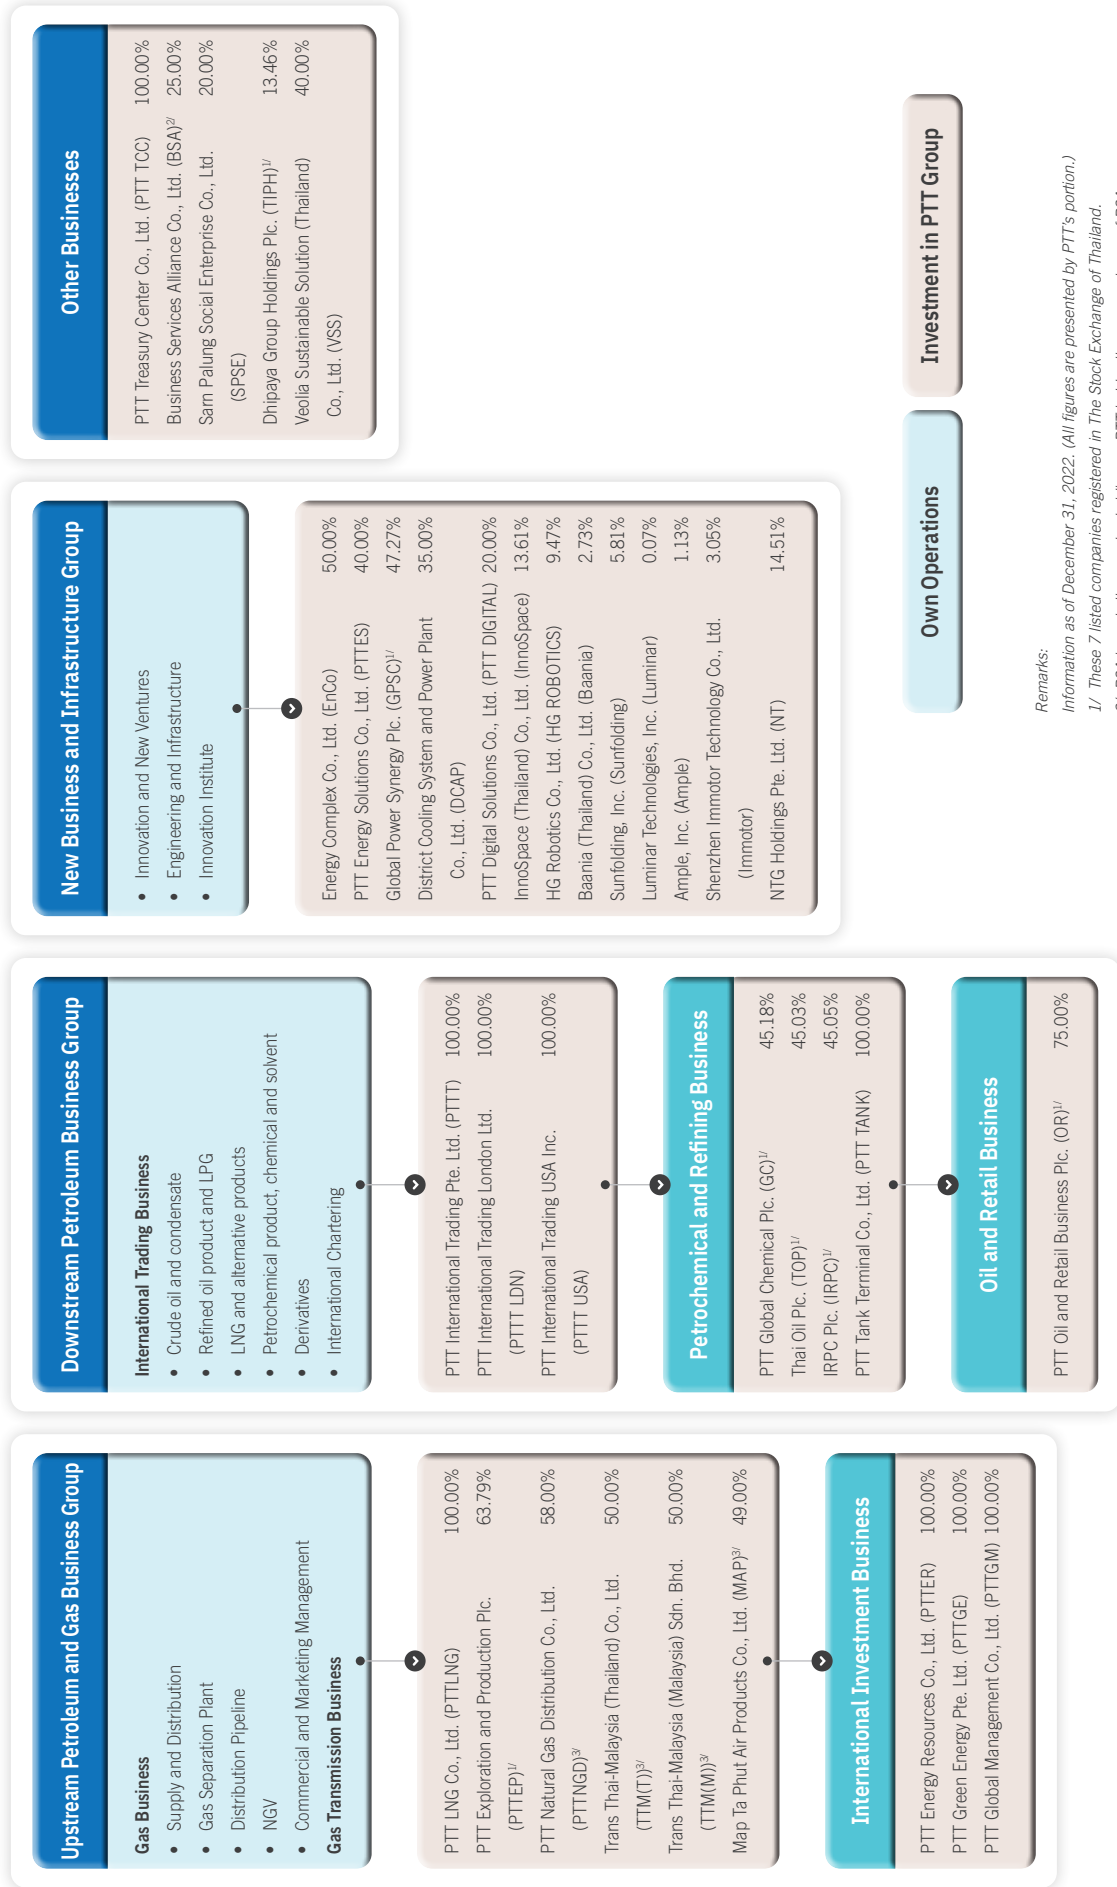 Upstream Petroleum and Gas Business Group
Gas Business
• Supply and Distribution
• Gas Separation Plant
• Distribution Pipeline
• NGV
• Commercial and Marketing Management
Gas Transmission Business
PTT LNG Co., Ltd. (PTTLNG) 100.00%
PTT Exploration and Production Plc. 63.79%
(PTTEP)1/
PTT Natural Gas Distribution Co., Ltd. 58.00%
(PTTNGD)3/
Trans Thai-Malaysia (Thailand) Co., Ltd. 50.00%
(TTM(T))3/
Trans Thai-Malaysia (Malaysia) Sdn. Bhd. 50.00%
(TTM(M))3/
Map Ta Phut Air Products Co., Ltd. (MAP)3/ 49.00%
International Investment Business
PTT Energy Resources Co., Ltd. (PTTER) 100.00%
PTT Green Energy Pte. Ltd. (PTTGE) 100.00%
PTT Global Management Co., Ltd. (PTTGM) 100.00%
Downstream Petroleum Business Group
International Trading Business
• Crude oil and condensate
• Refined oil product and LPG
• LNG and alternative products
• Petrochemical product, chemical and solvent
• Derivatives
• International Chartering
PTT International Trading Pte. Ltd. (PTTT) 100.00%
PTT International Trading London Ltd. 100.00%
(PTTT LDN)
PTT International Trading USA Inc. 100.00%
(PTTT USA)
Petrochemical and Refining Business
PTT Global Chemical Plc. (GC)1/ 45.18%
Thai Oil Plc. (TOP)1/ 45.03%
IRPC Plc. (IRPC)1/ 45.05%
PTT Tank Terminal Co., Ltd. (PTT TANK) 100.00%
Oil and Retail Business
PTT Oil and Retail Business Plc. (OR)1/ 75.00%
New Business and Infrastructure Group
• Innovation and New Ventures
• Engineering and Infrastructure
• Innovation Institute
Energy Complex Co., Ltd. (EnCo) 50.00%
PTT Energy Solutions Co., Ltd. (PTTES) 40.00%
Global Power Synergy Plc. (GPSC)1/ 47.27%
District Cooling System and Power Plant 35.00%
Co., Ltd. (DCAP)
PTT Digital Solutions Co., Ltd. (PTT DIGITAL) 20.00%
InnoSpace (Thailand) Co., Ltd. (InnoSpace) 13.61%
HG Robotics Co., Ltd. (HG ROBOTICS) 9.47%
Baania (Thailand) Co., Ltd. (Baania) 2.73%
Sunfolding, Inc. (Sunfolding) 5.81%
Luminar Technologies, Inc. (Luminar) 0.07%
Ample, Inc. (Ample) 1.13%
Shenzhen Immotor Technology Co., Ltd. 3.05%
(Immotor)
NTG Holdings Pte. Ltd. (NT) 14.51%
Other Businesses
PTT Treasury Center Co., Ltd. (PTT TCC) 100.00%
Business Services Alliance Co., Ltd. (BSA)2/ 25.00%
Sarn Palung Social Enterprise Co., Ltd. 20.00%
(SPSE)
Dhipaya Group Holdings Plc. (TIPH)1/ 13.46%
Veolia Sustainable Solution (Thailand) 40.00%
Co., Ltd. (VSS)
Own Operations
Investment in PTT Group
Remarks:
Information as of December 31, 2022. (All figures are presented by PTT's portion.)
1/ These 7 listed companies registered in The Stock Exchange of Thailand.